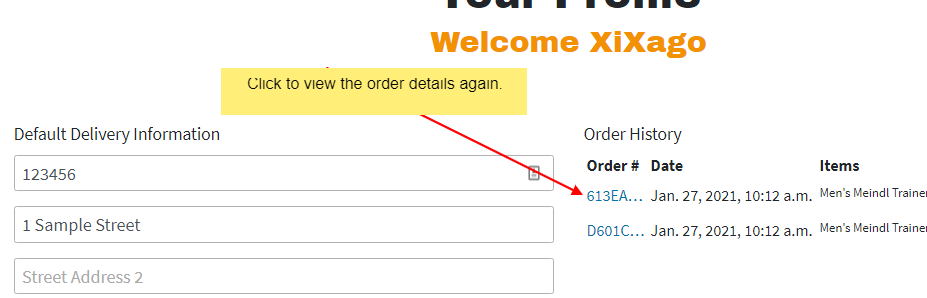 Your Profile
Welcome XiXago
Click to view the order details again.
Default Delivery Information
123456
1 Sample Street
Street Address 2
Order History
Order # Date Items
613EA... Jan. 27, 2021, 10:12 a.m. Men's Meindl Trainer
D601C... Jan. 27, 2021, 10:12 a.m. Men's Meindl Trainer